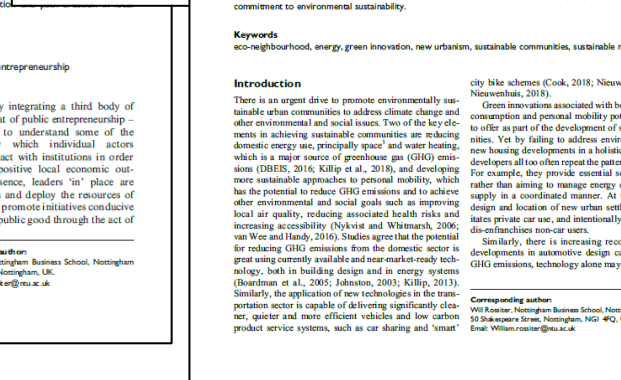 entrepreneurship
y integrating a third body of
at of public entrepreneurship –
to understand some of the
which individual actors
act with institutions in order
positive local economic out-
sence, leaders 'in' place are
s and deploy the resources of
promote initiatives conducive
public good through the act of
author:
ttingham Business School, Nottingham
Nottingham, UK.
iter@ntu.ac.uk
commitment to environmental sustainability.
Keywords
eco-neighbourhood, energy, green innovation, new urbanism, sustainable communities, sustainable
Introduction
There is an urgent drive to promote environmentally sus-
tainable urban communities to address climate change and
other environmental and social issues. Two of the key ele-
ments in achieving sustainable communities are reducing
domestic energy use, principally space¹ and water heating,
which is a major source of greenhouse gas (GHG) emis-
sions (DBEIS, 2016; Killip et al., 2018), and developing
more sustainable approaches to personal mobility, which
has the potential to reduce GHG emissions and to achieve
other environmental and social goals such as improving
local air quality, reducing associated health risks and
increasing accessibility (Nykvist and Whitmarsh, 2006;
van Wee and Handy, 2016). Studies agree that the potential
for reducing GHG emissions from the domestic sector is
great using currently available and near-market-ready tech-
nology, both in building design and in energy systems
(Boardman et al., 2005; Johnston, 2003; Killip, 2013).
Similarly, the application of new technologies in the trans-
portation sector is capable of delivering significantly clea-
ner, quieter and more efficient vehicles and low carbon
product service systems, such as car sharing and 'smart'
city bike schemes (Cook, 2018; Nieuw
Nieuwenhuis, 2018).
Green innovations associated with bo
consumption and personal mobility pot
to offer as part of the development of s
nities. Yet by failing to address enviro
new housing developments in a holistic
developers all too often repeat the patter
For example, they provide essential se
rather than aiming to manage energy
supply in a coordinated manner. At
design and location of new urban settl
itates private car use, and intentionally
dis-enfranchises non-car users.
Similarly, there is increasing reco
developments in automotive design ca
GHG emissions, technology alone may
Corresponding author:
Will Rossiter, Nottingham Business School, Notti
50 Shakespeare Street, Nottingham, NG1 4FQ, U
Email: William.rossiter@ntu.ac.uk